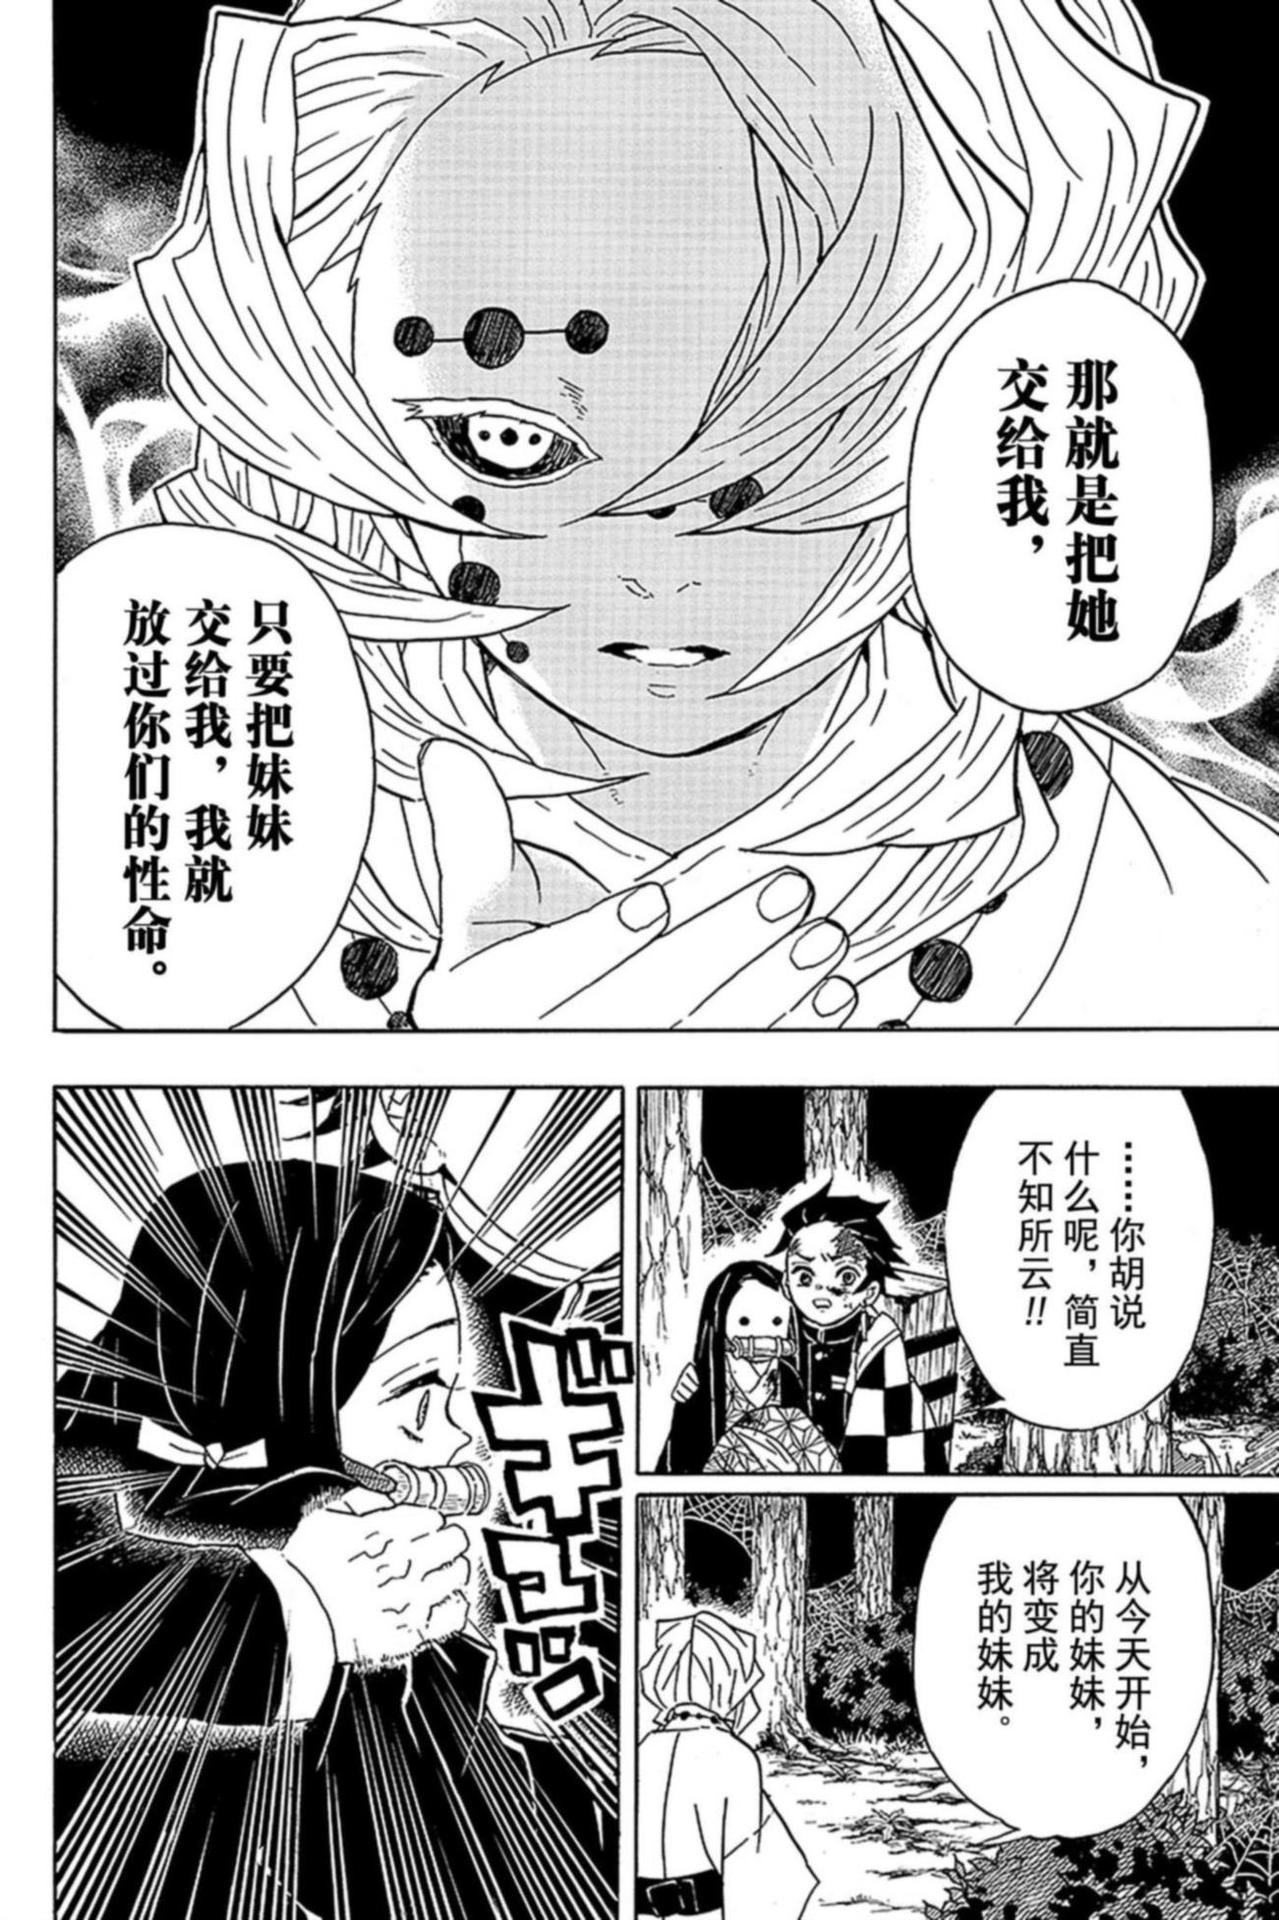 那就是把她
交给我，
只要把妹妹
交给我，我就
放过你们的性命。
……你胡说
什么呢，简直
不知所云!!
从今天开始，
你的妹妹，
将变成
我的妹妹。
ギュッ